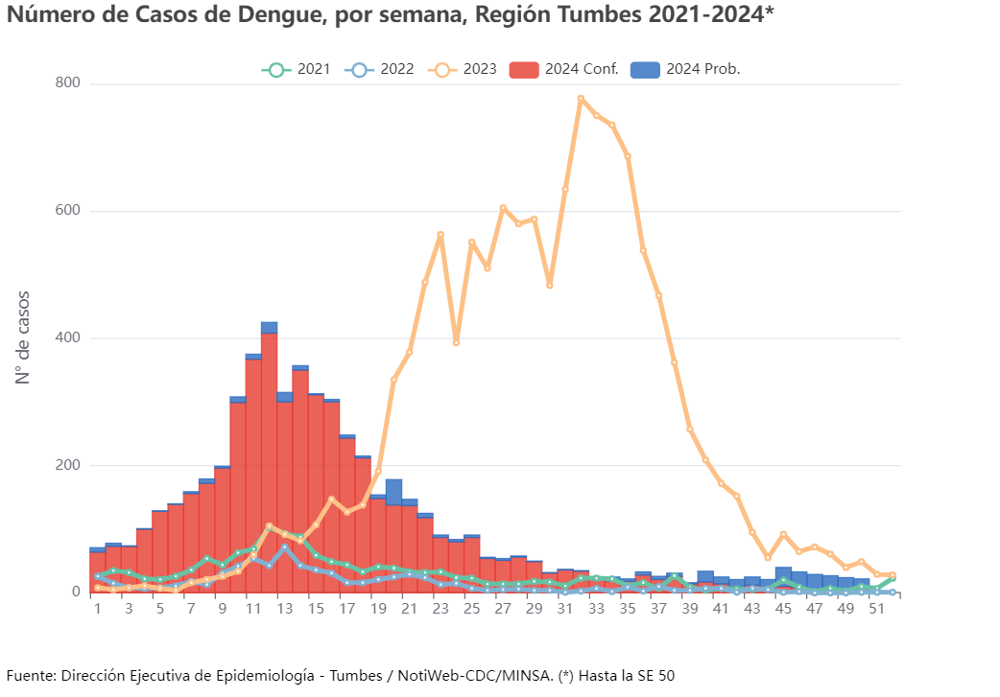 Número de Casos de Dengue, por semana, Región Tumbes 2021-2024*
2021 2022 2023 2024 Conf. 2024 Prob.
800
600
400
200
0
N° de casos
1 3 5 7 9 11 13 15 17 19 21 23 25 27 29 31 33 35 37 39 41 43 45 47 49 51
Fuente: Dirección Ejecutiva de Epidemiología - Tumbes / NotiWeb-CDC/MINSA. (*) Hasta la SE 50